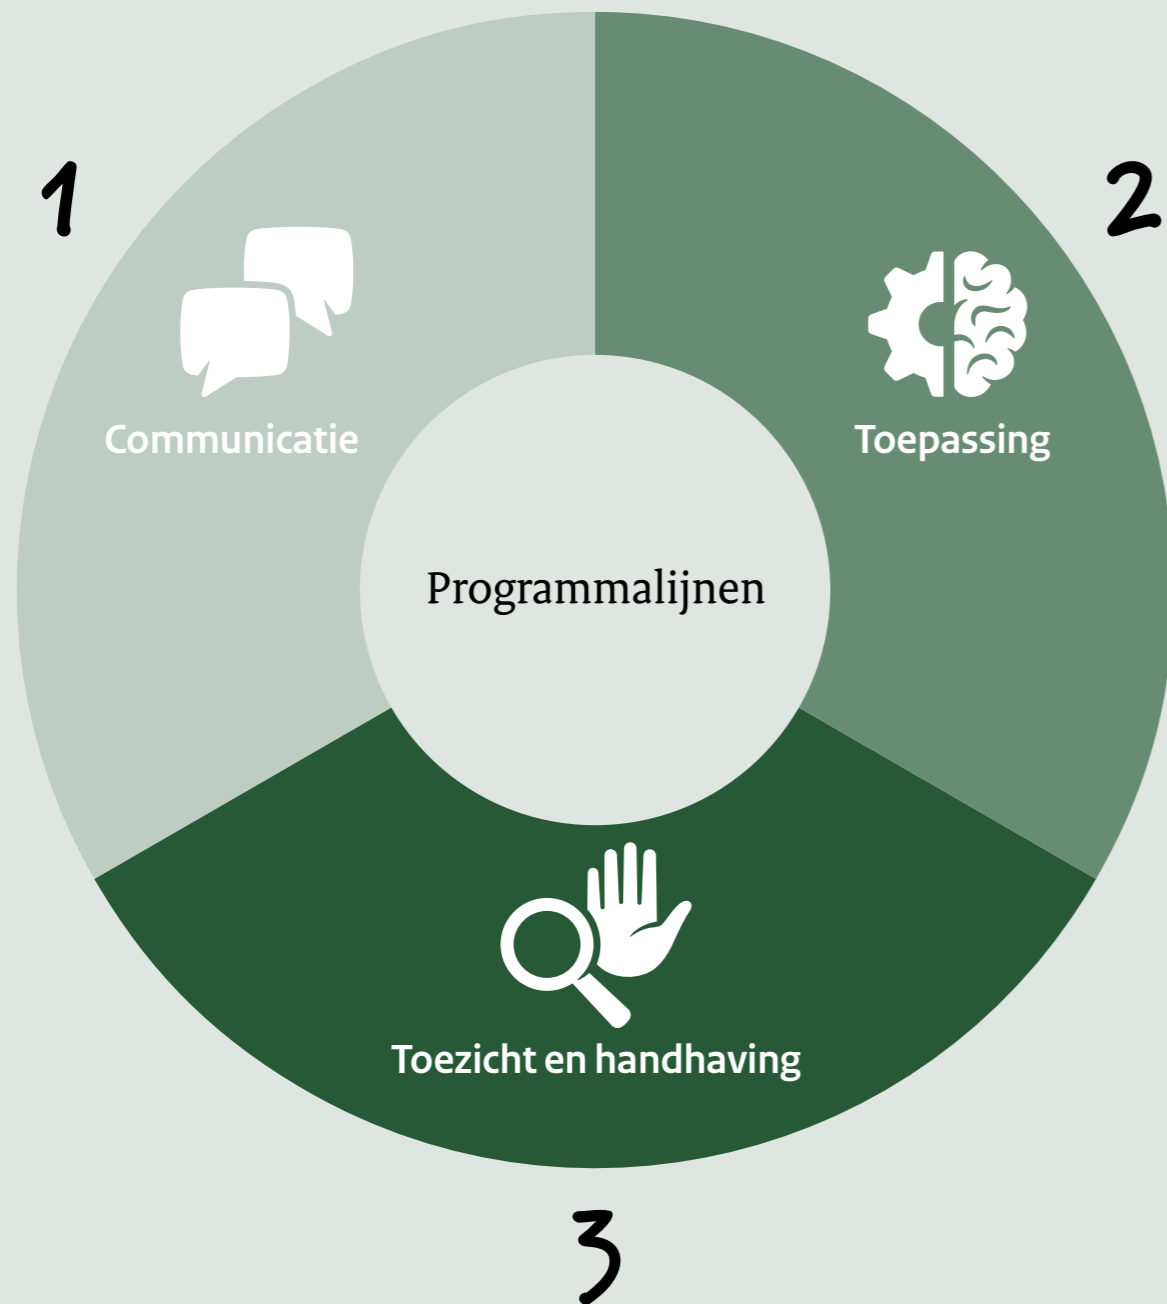 1
2
Communicatie
Toepassing
Programmalijnen
Toezicht en handhaving
3